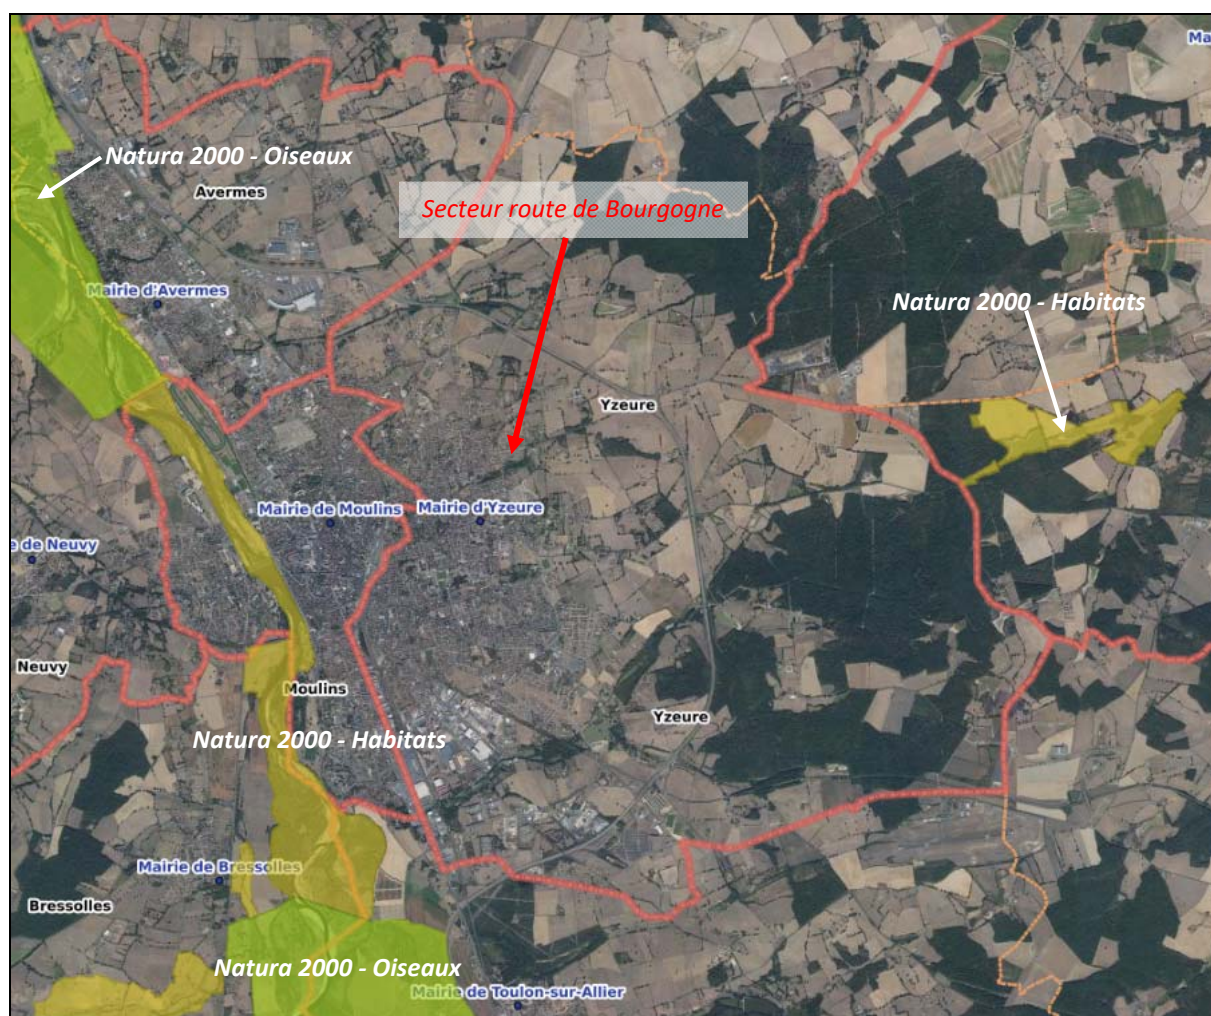 Ma
Natura 2000 - Oiseaux
Avermes
Secteur route de Bourgogne
Mairie d'Avermes
Natura 2000 - Habitats
Yzeure
Mairie de Moulins
Mairie d'Yzeure
e de Neuvy
Neuvy
Moulins
Yzeure
Natura 2000 - Habitats
Mairie de Bressolles
Bressolles
Natura 2000 - Oiseaux
Mairie de Toulon-sur-Allier